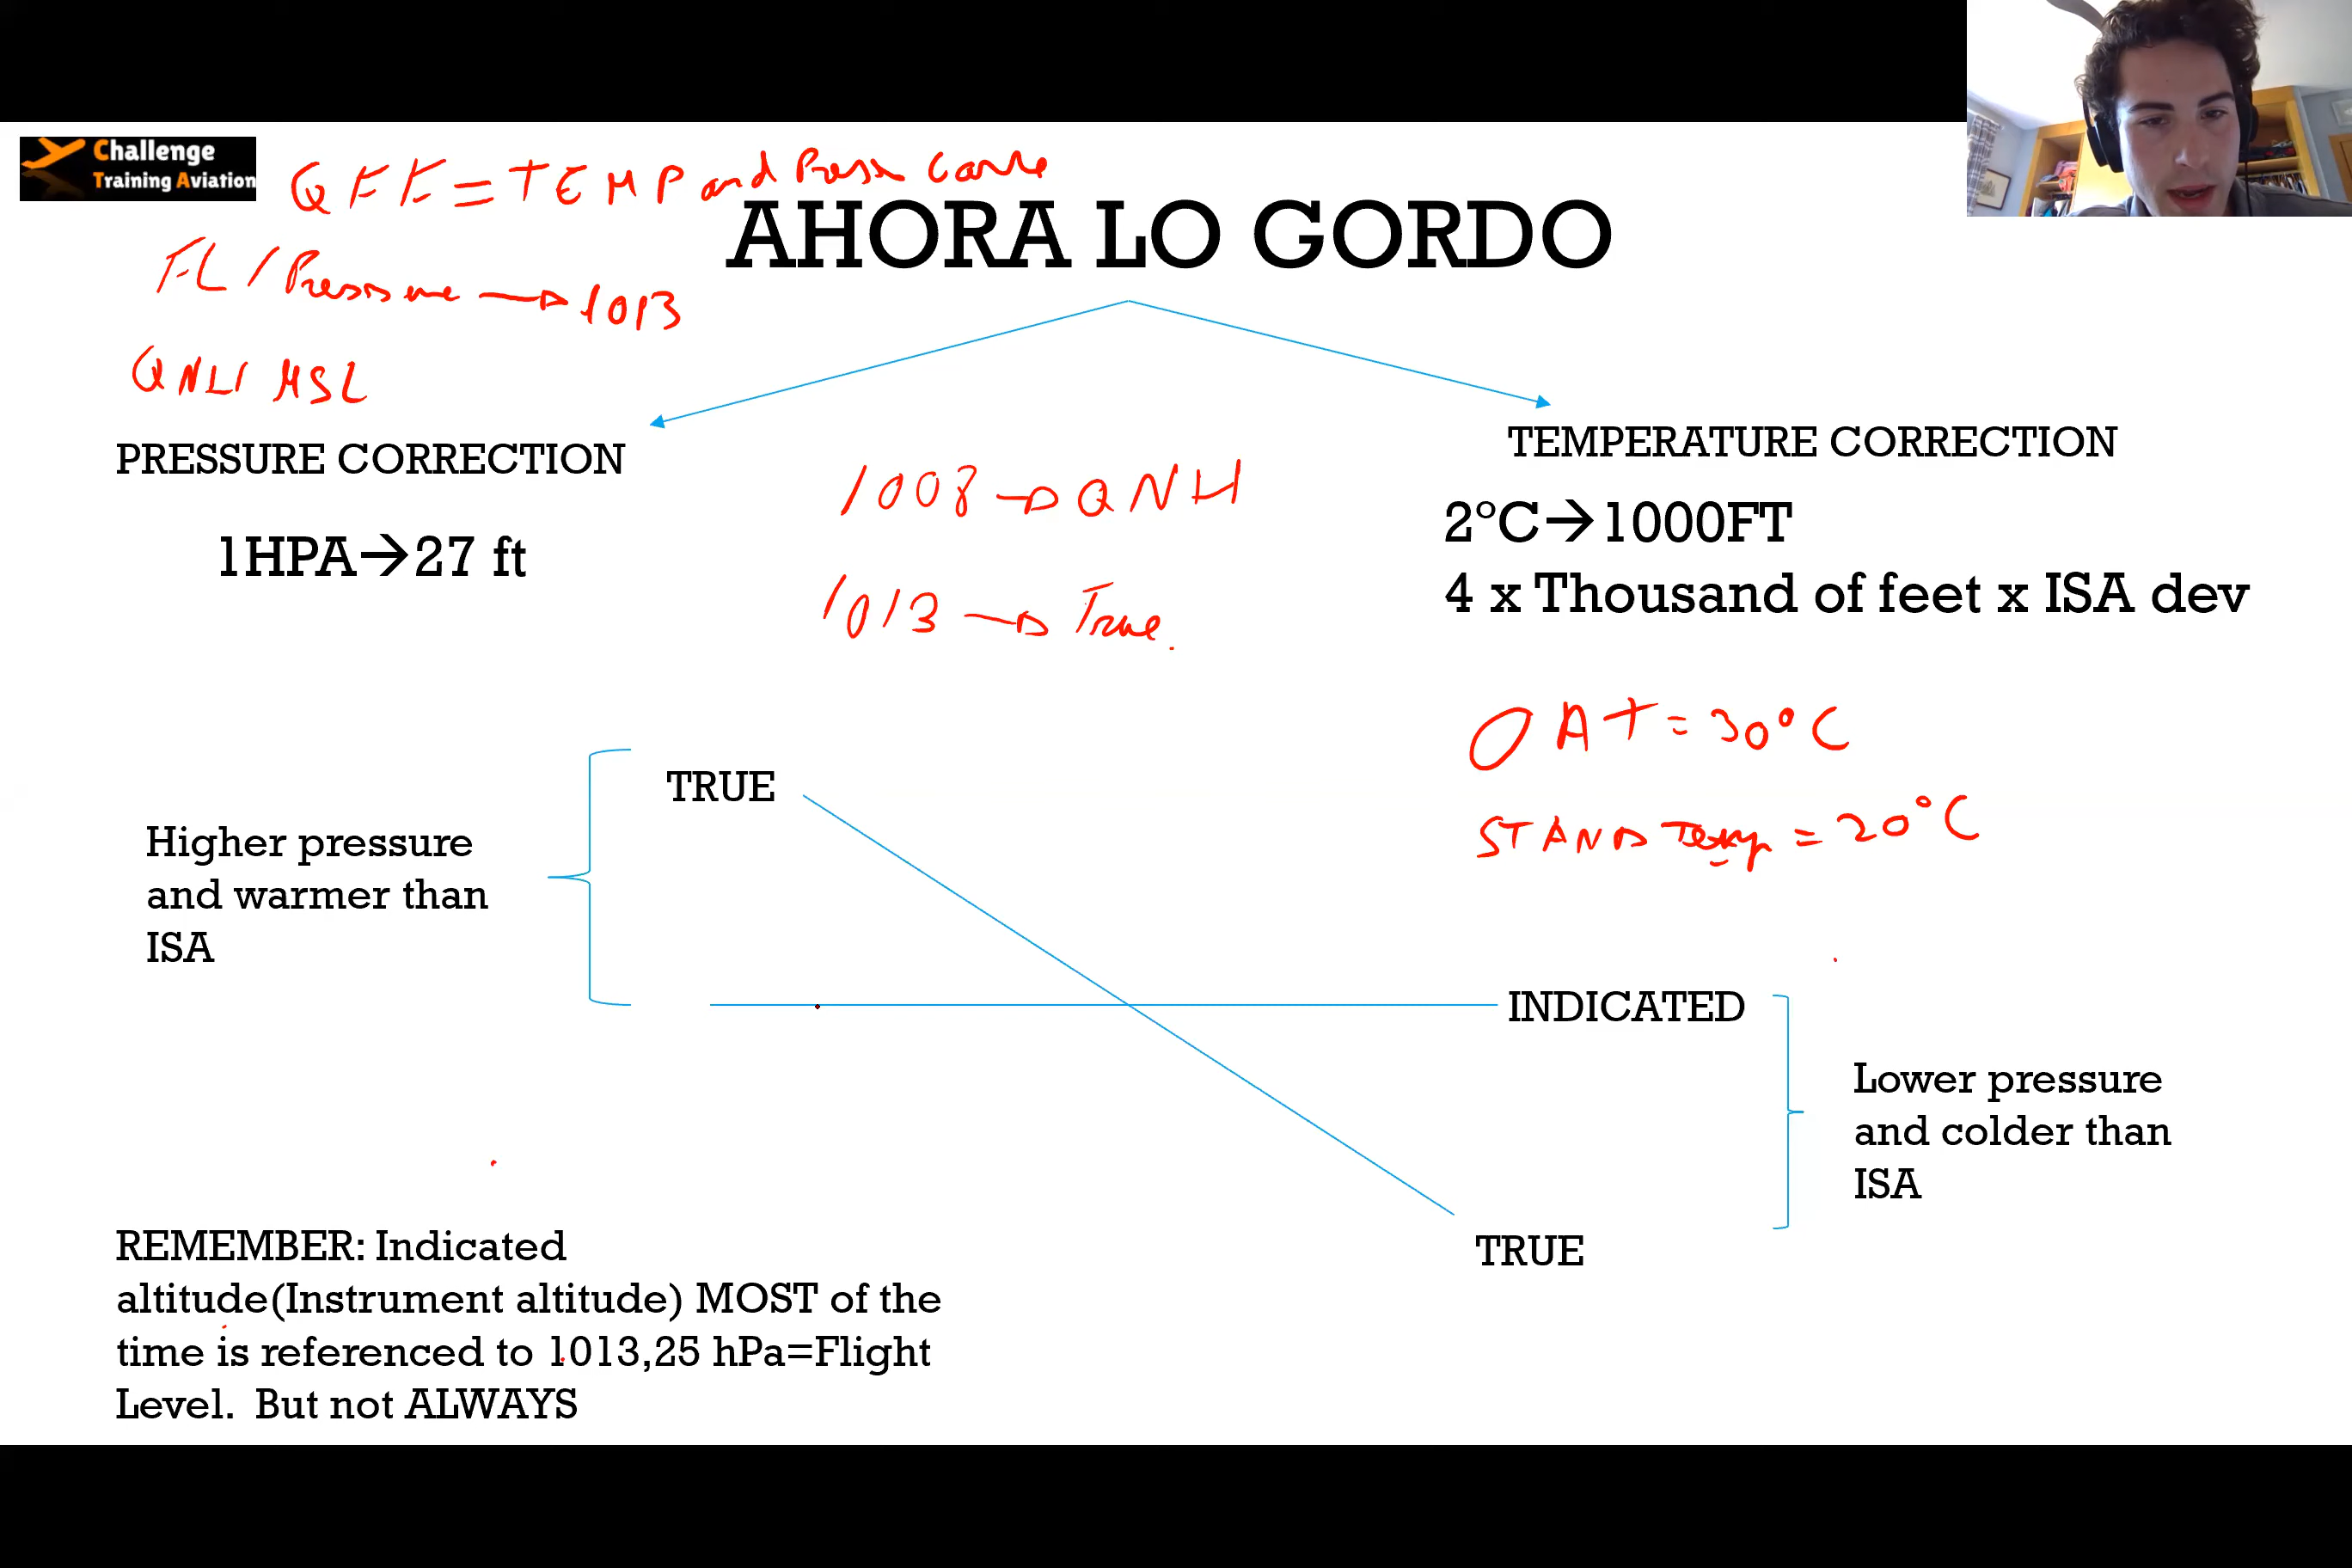 Challenge
Training Aviation
QFF = TEMP and Press
AHORA LO GORDO
FL / Pressure → 1013
QNH MSL
PRESSURE CORRECTION
TEMPERATURE CORRECTION
1008 → QNH
1HPA→27 ft
2ºC→1000FT
1013 → True
4 x Thousand of feet x ISA dev
OAT = 30°C
STAND Temp = 20°C
TRUE
Higher pressure
and warmer than
ISA
INDICATED
Lower pressure
and colder than
ISA
TRUE
REMEMBER: Indicated
altitude(Instrument altitude) MOST of the
time is referenced to 1013,25 hPa=Flight
Level. But not ALWAYS